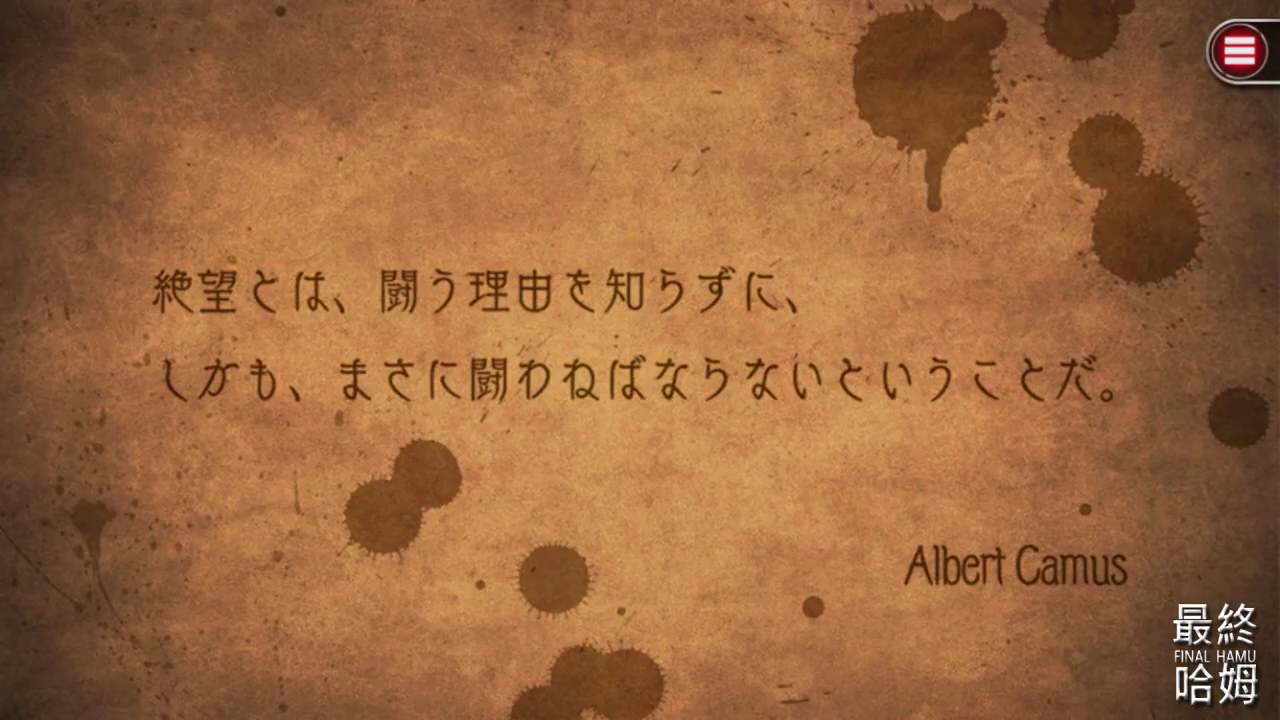 絶望とは、闘う理由を知らずに、
しかも、まさに闘わねばならないということだ。
Albert Camus
最終
FINAL HAMU
哈姆